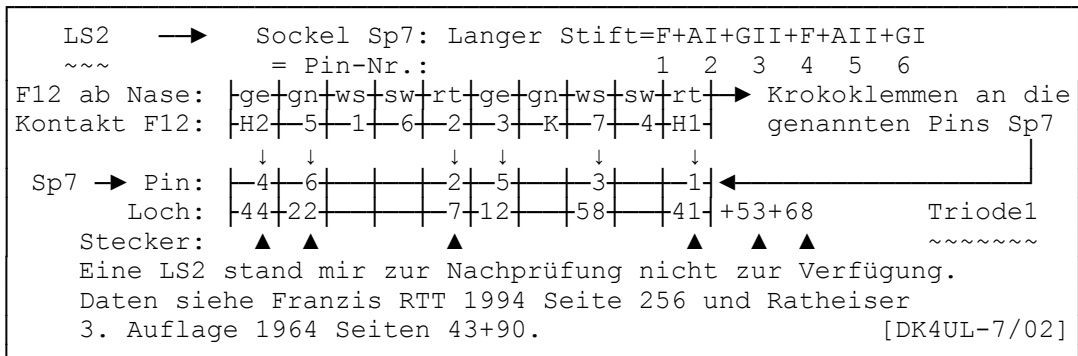 LS2 ──► Sockel Sp7: Langer Stift=F+AI+GII+F+AII+GI
~~~ = Pin-Nr.: 1 2 3 4 5 6
F12 ab Nase: ├ge┼gn┼ws┼sw┼rt┼ge┼gn┼ws┼sw┼rt┼─► Krokoklemmen an die
Kontakt F12: ├H2┼─5┼─1┼─6┼─2┼─3┼─K┼─7┼─4┼H1┤ genannten Pins Sp7
↓ ↓ ↓ ↓ ↓ ↓
Sp7 ─► Pin: ├─4┼─6┼──┼──┼─2┼─5┼──┼─3┼──┼─1┤◄
Loch: ├44┼22┼──┼──┼─7┼12┼──┼58┼──┼41┤+53+68 Triode1
Stecker: ▲ ▲ ▲ ▲ ▲ ▲ ~~~~~~~
Eine LS2 stand mir zur Nachprüfung nicht zur Verfügung.
Daten siehe Franzis RTT 1994 Seite 256 und Ratheiser
3. Auflage 1964 Seiten 43+90. [DK4UL-7/02]